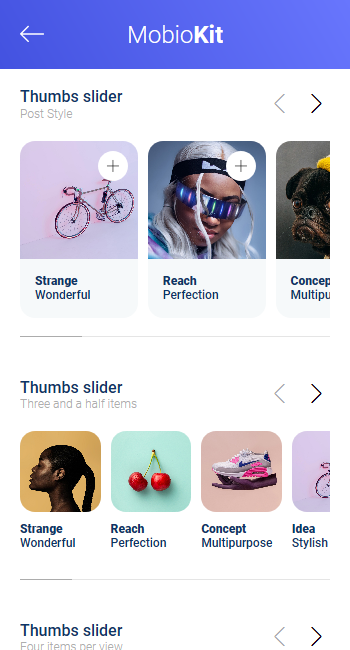 MobioKit
Thumbs slider
Post Style
Strange
Wonderful
Reach
Perfection
Concep
Multipu
Thumbs slider
Three and a half items
Strange
Wonderful
Reach
Perfection
Concept
Multipurpose
Idea
Stylish
Thumbs slider
Four items per view